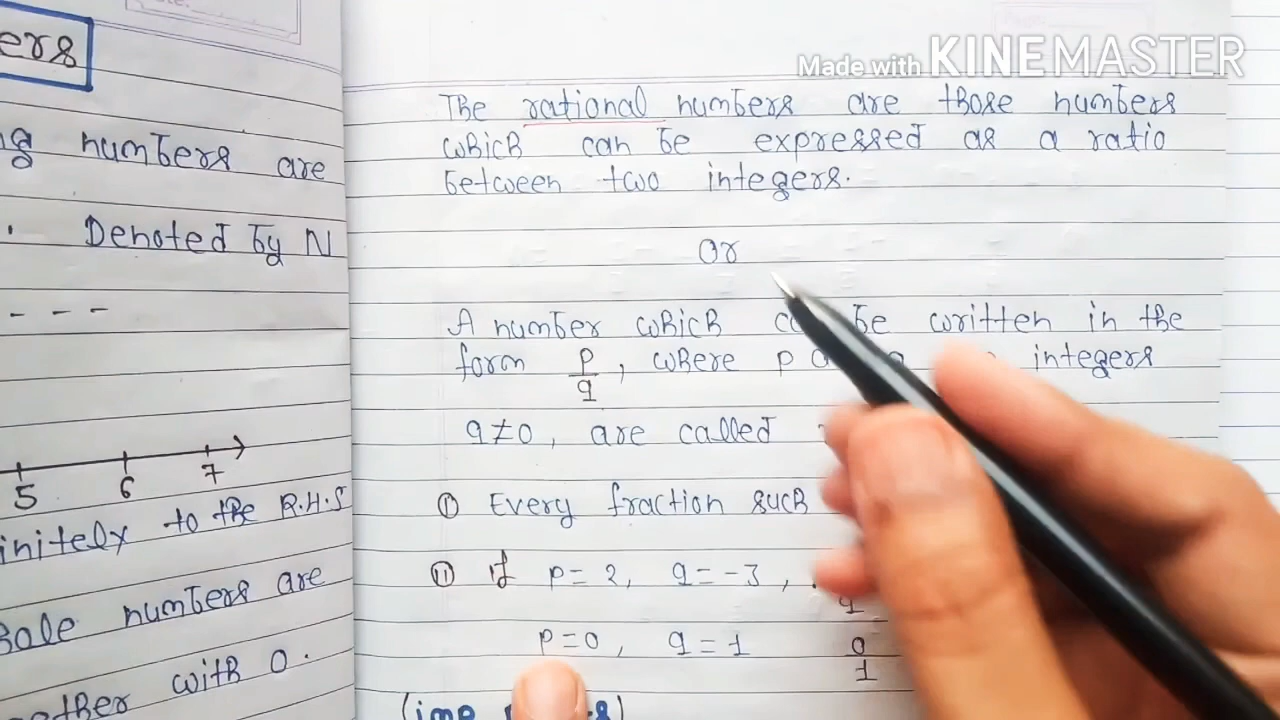 Made with KINEMASTER
ers
numbers are
Denoted by N
- - -
5 6 7
initely to the R.H.S
numbers are
with 0.
The rational numbers are those numbers
which can be expressed as a ratio
between two integers.
Or
A number which be written in the
form p/q, where p integers
q≠0, are called
(i) Every fraction such
(ii) if p=2, q=-3,
p=0, q=1 0/1
(imp